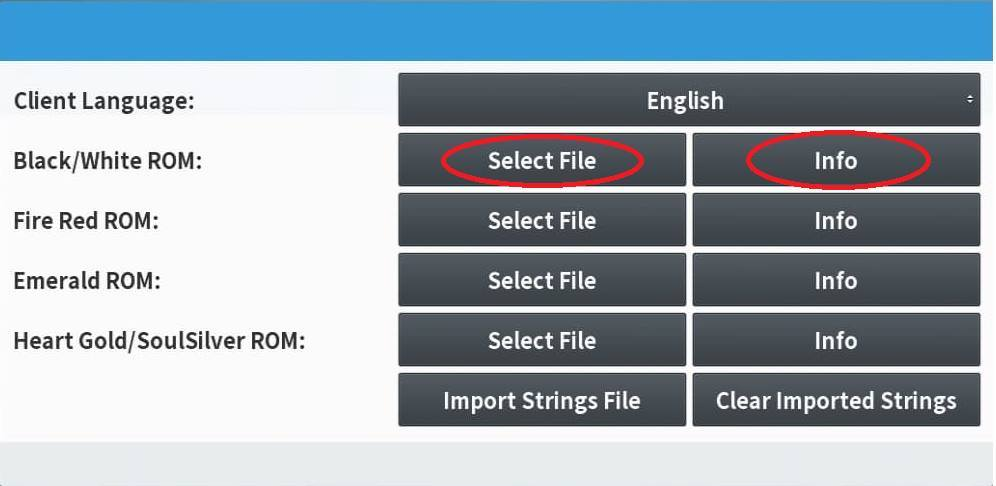 Client Language: English
Black/White ROM: Select File Info
Fire Red ROM: Select File Info
Emerald ROM: Select File Info
Heart Gold/SoulSilver ROM: Select File Info
Import Strings File Clear Imported Strings